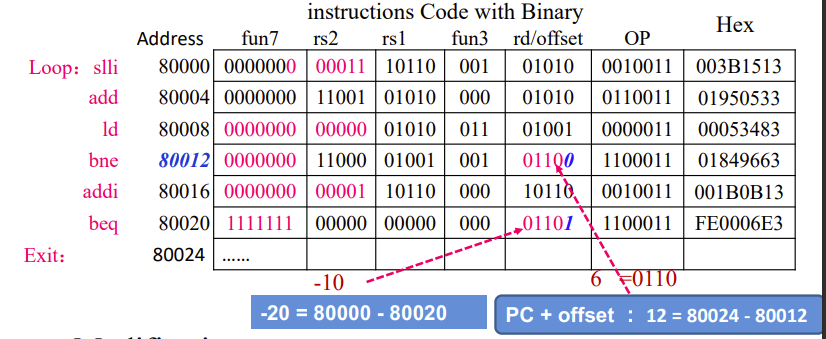 instructions Code with Binary
Address fun7 rs2 rs1 fun3 rd/offset OP Hex
Loop: slli 80000 0000000 00011 10110 001 01010 0010011 003B1513
add 80004 0000000 11001 01010 000 01010 0110011 01950533
ld 80008 0000000 00000 01010 011 01001 0000011 00053483
bne 80012 0000000 11000 01001 001 01100 1100011 01849663
addi 80016 0000000 00001 10110 000 10110 0010011 001B0B13
beq 80020 1111111 00000 00000 000 01101 1100011 FE0006E3
Exit: 80024 ......
-10 6 =0110
-20 = 80000 - 80020
PC + offset : 12 = 80024 - 80012